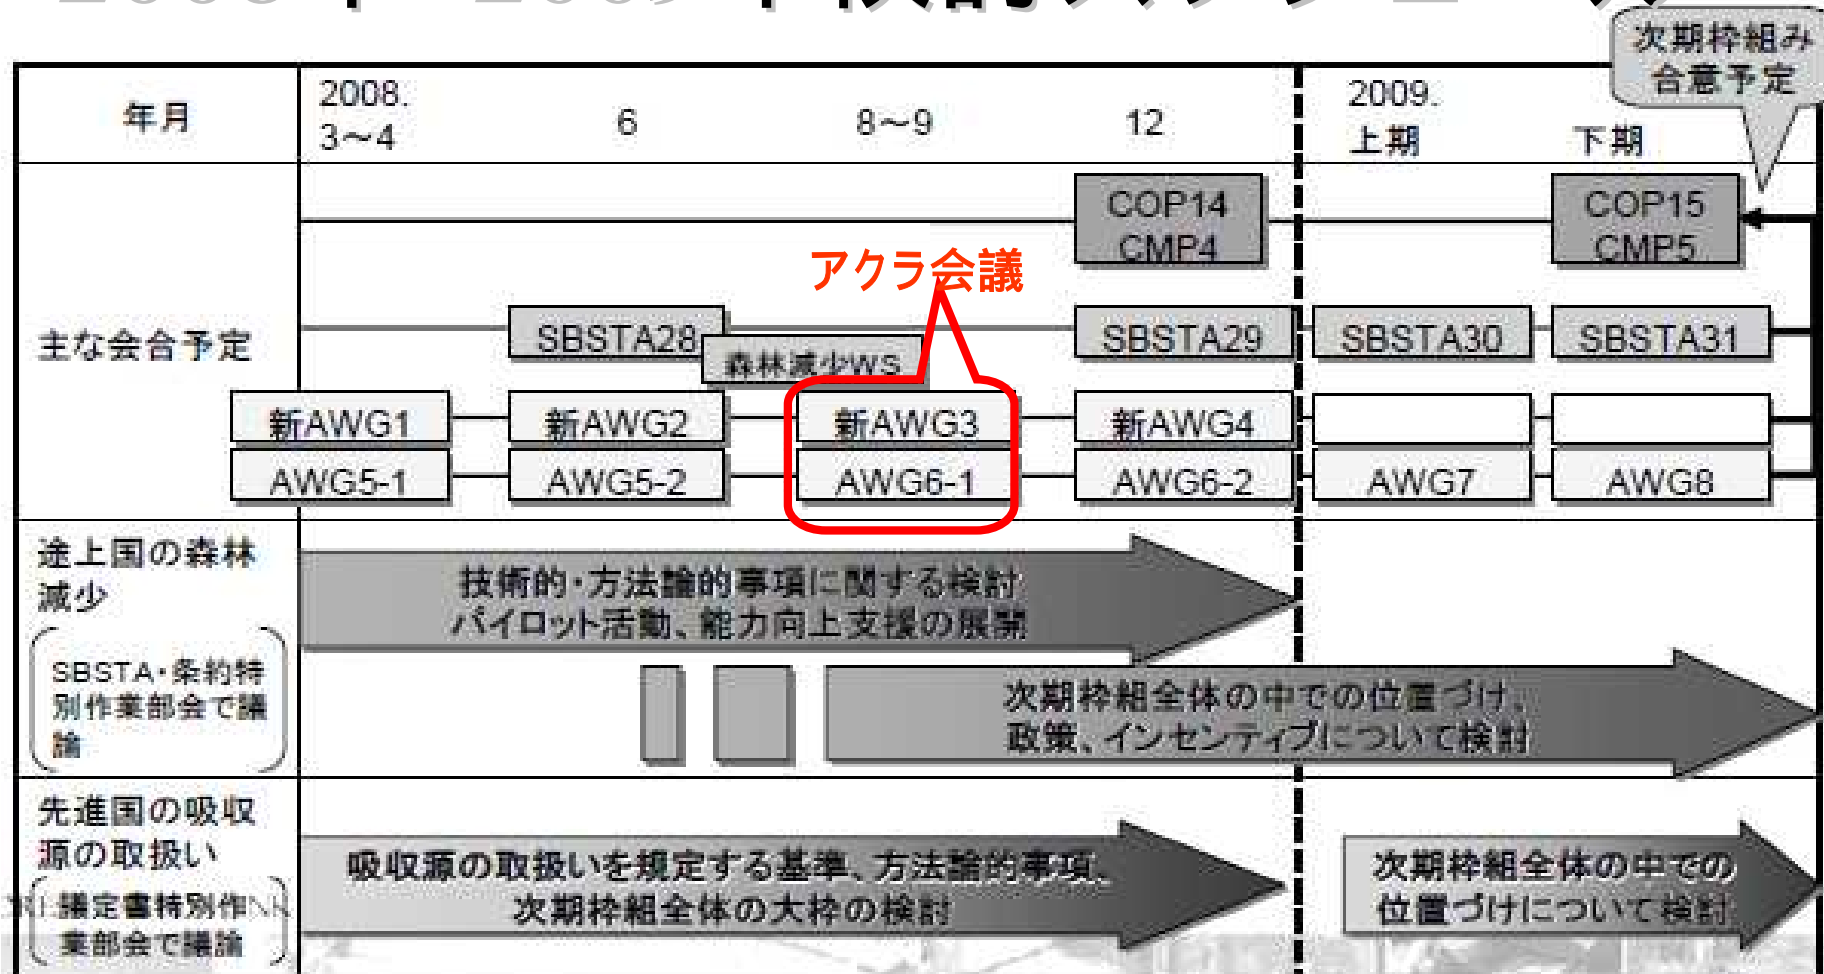 次期枠組み
合意予定
年月
2008.
3～4
6
8～9
12
2009.
上期
下期
主な会合予定
COP14
CMP4
COP15
CMP5
アクラ会議
SBSTA28
森林減少WS
SBSTA29
SBSTA30
SBSTA31
新AWG1
新AWG2
新AWG3
新AWG4
AWG5-1
AWG5-2
AWG6-1
AWG6-2
AWG7
AWG8
途上国の森林
減少
SBSTA・条約特
別作業部会で議
論
技術的・方法論的事項に関する検討
パイロット活動、能力向上支援の展開
次期枠組全体の中での位置づけ、
政策、インセンティブについて検討
先進国の吸収
源の取扱い
議定書特別作
業部会で議論
吸収源の取扱いを規定する基準、方法論的事項、
次期枠組全体の大枠の検討
次期枠組全体の中での
位置づけについて検討